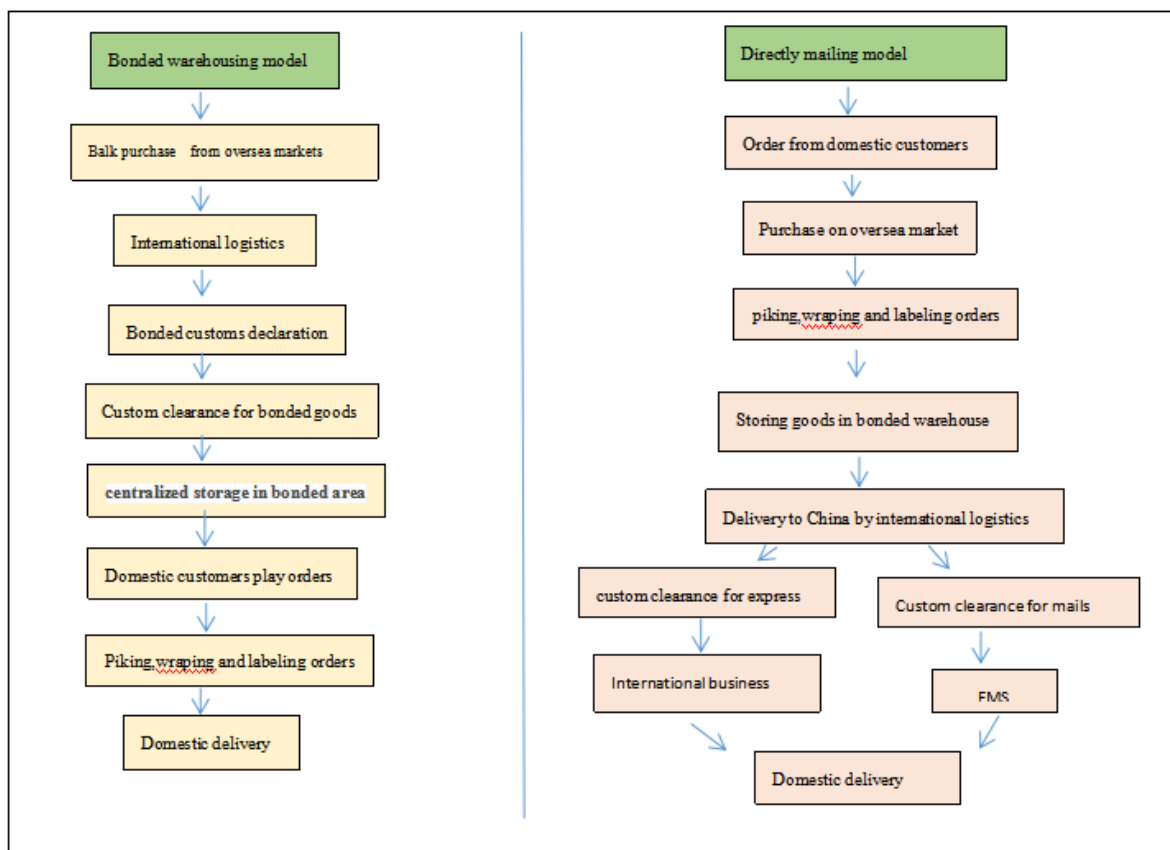 Bonded warehousing model
Balk purchase from oversea markets
International logistics
Bonded customs declaration
Custom clearance for bonded goods
centralized storage in bonded area
Domestic customers play orders
Piking,wraping and labeling orders
Domestic delivery
Directly mailing model
Order from domestic customers
Purchase on oversea market
piking,wraping and labeling orders
Storing goods in bonded warehouse
Delivery to China by international logistics
custom clearance for express
Custom clearance for mails
International business
EMS
Domestic delivery